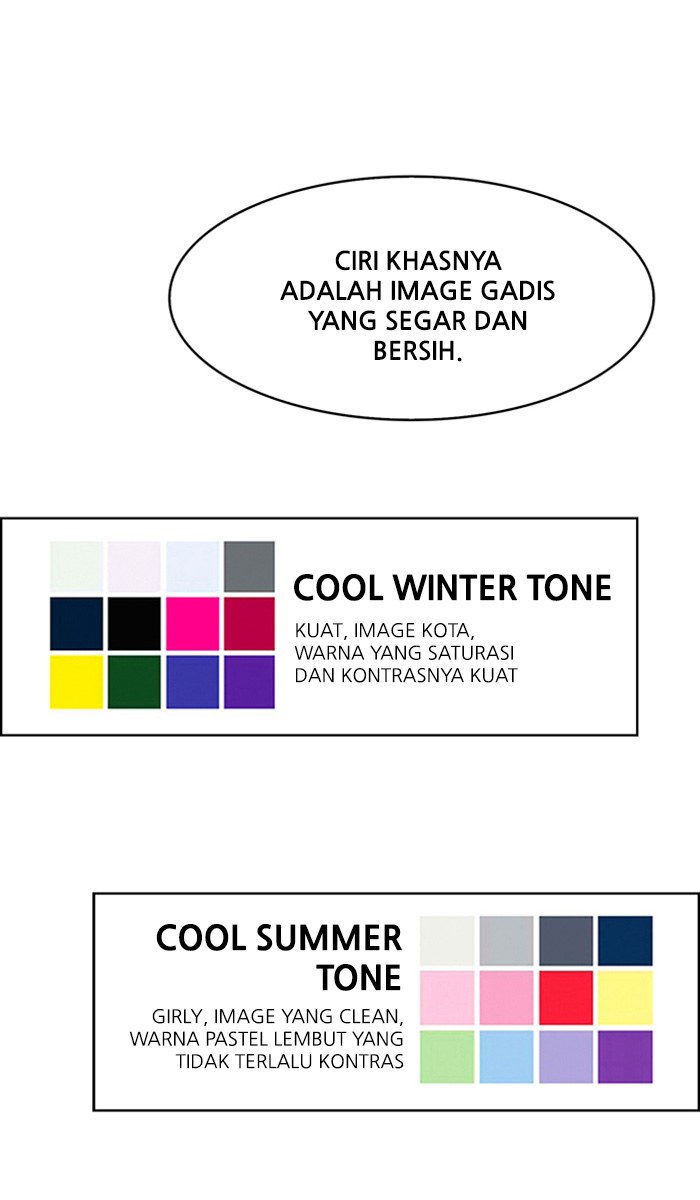 CIRI KHASNYA
ADALAH IMAGE GADIS
YANG SEGAR DAN
BERSIH.
COOL WINTER TONE
KUAT, IMAGE KOTA,
WARNA YANG SATURASI
DAN KONTRASNYA KUAT
COOL SUMMER
TONE
GIRLY, IMAGE YANG CLEAN,
WARNA PASTEL LEMBUT YANG
TIDAK TERLALU KONTRAS